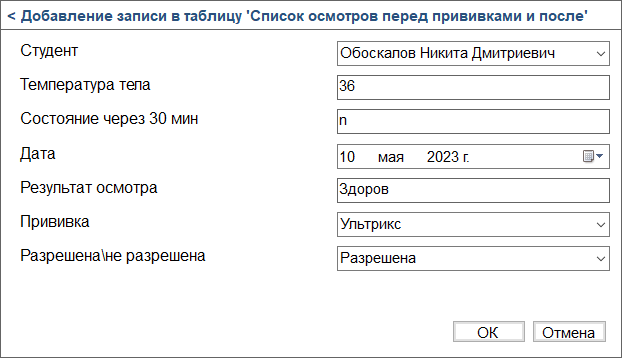 < Добавление записи в таблицу 'Список осмотров перед прививками и после'
Студент Обоскалов Никита Дмитриевич
Температура тела 36
Состояние через 30 мин n
Дата 10 мая 2023 г.
Результат осмотра Здоров
Прививка Ультрикс
Разрешена\не разрешена Разрешена
ОК Отмена